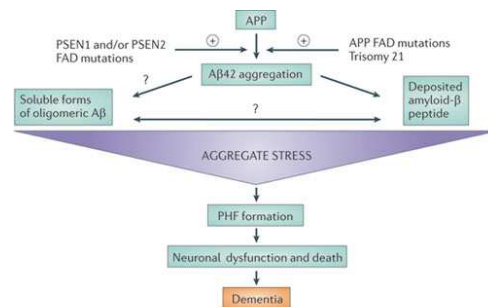 APP
PSEN1 and/or PSEN2
FAD mutations
+
+
APP FAD mutations
Trisomy 21
Aβ42 aggregation
?
Soluble forms
of oligomeric Aβ
?
Deposited
amyloid-β
peptide
AGGREGATE STRESS
PHF formation
Neuronal dysfunction and death
Dementia